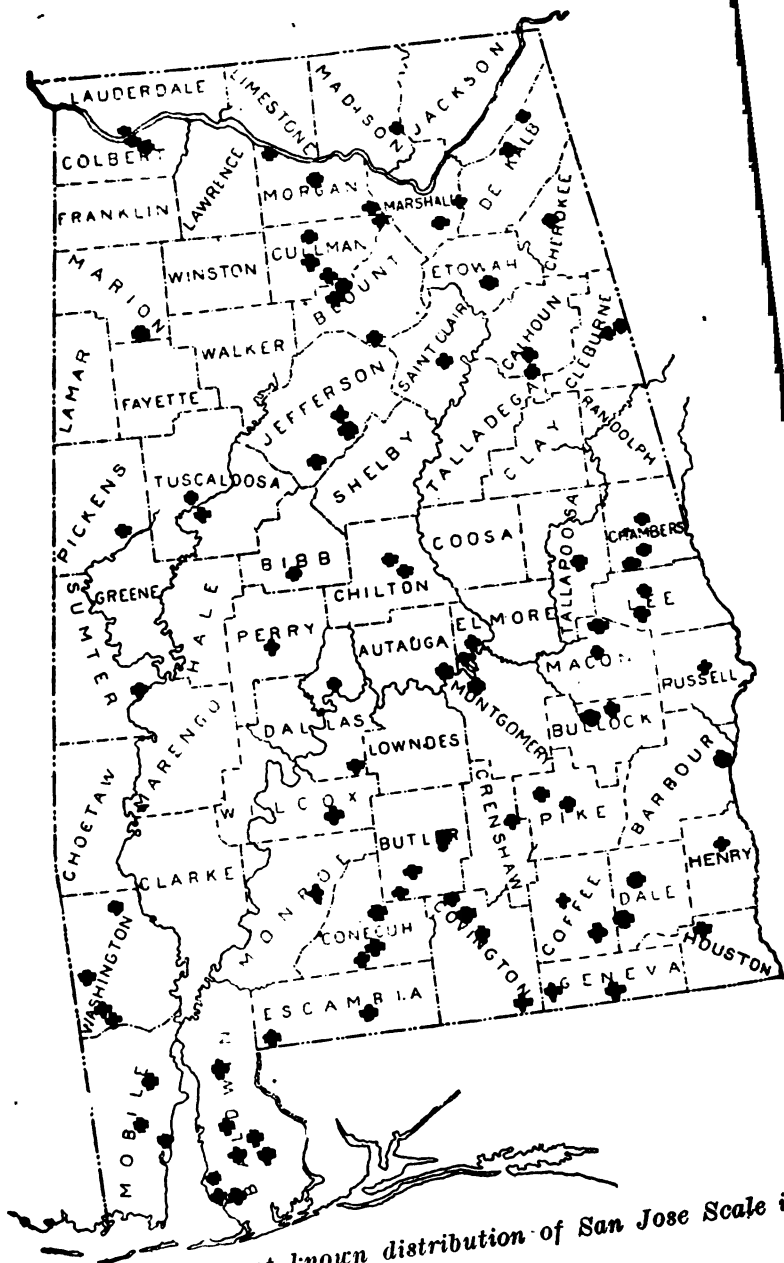 LAUDERDALE
LIMESTONE
MADISON
JACKSON
COLBERT
LAWRENCE
MORGAN
MARSHALL
DE KALB
FRANKLIN
CHEROKEE
MARION
WINSTON
CULLMAN
BLOUNT
ETOWAH
LAMAR
WALKER
SAINT CLAIR
CALHOUN
CLEBURNE
FAYETTE
JEFFERSON
TALLADEGA
RANDOLPH
PICKENS
TUSCALOOSA
SHELBY
CLAY
GREENE
BIBB
CHILTON
COOSA
TALLAPOOSA
CHAMBERS
SUMTER
HALE
PERRY
AUTAUGA
ELMORE
LEE
MACON
RUSSELL
MARENGO
DALLAS
LOWNDES
MONTGOMERY
BULLOCK
CHOCTAW
WILCOX
BUTLER
CRENSHAW
PIKE
BARBOUR
CLARKE
MONROE
CONECUH
COVINGTON
COFFEE
DALE
HENRY
WASHINGTON
ESCAMBIA
GENEVA
HOUSTON
MOBILE
BALDWIN
known distribution of San Jose Scale